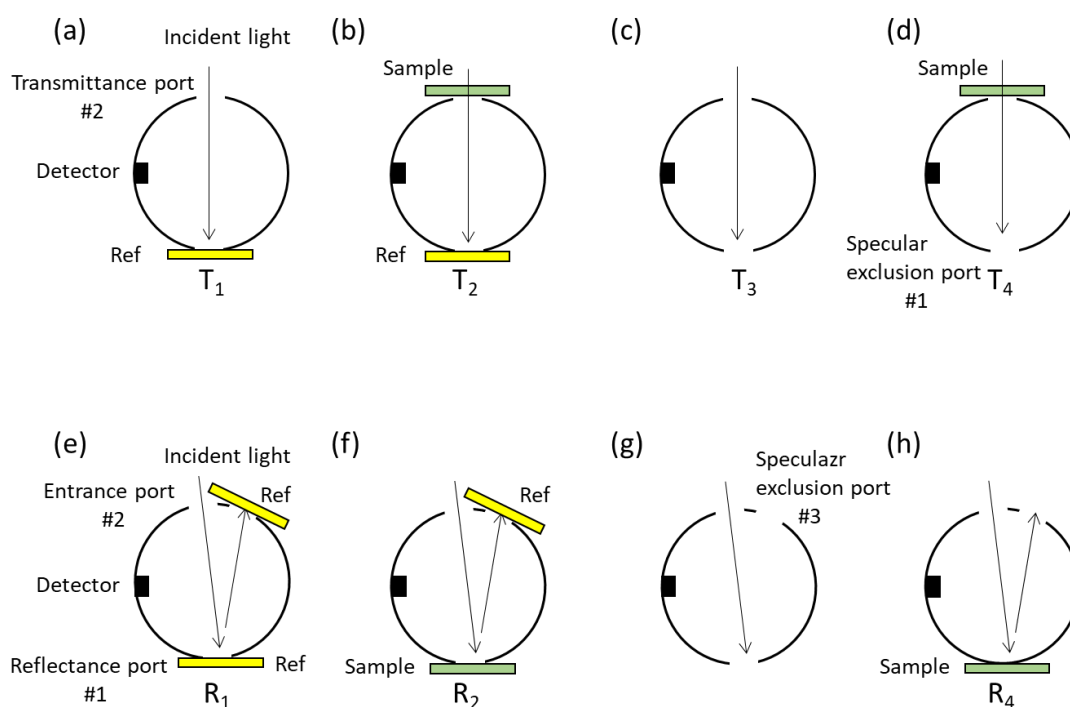 (a)
Incident light
Transmittance port
#2
Detector
Ref
T₁
(b)
Sample
Ref
T₂
(c)
T₃
(d)
Sample
Specular
exclusion port
#1
T₄
(e)
Incident light
Entrance port
#2
Ref
Detector
Reflectance port
#1
Ref
R₁
(f)
Ref
Sample
R₂
(g)
Speculazr
exclusion port
#3
(h)
Sample
R₄